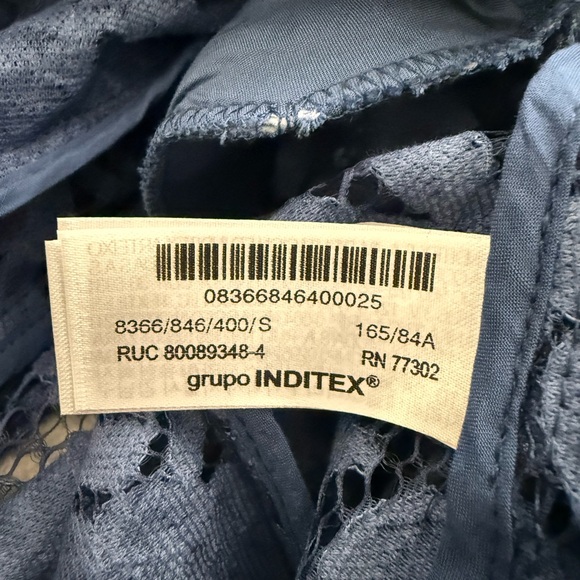 08366846400025
8366/846/400/S 165/84A
RUC 80089348-4 RN 77302
grupo INDITEX®